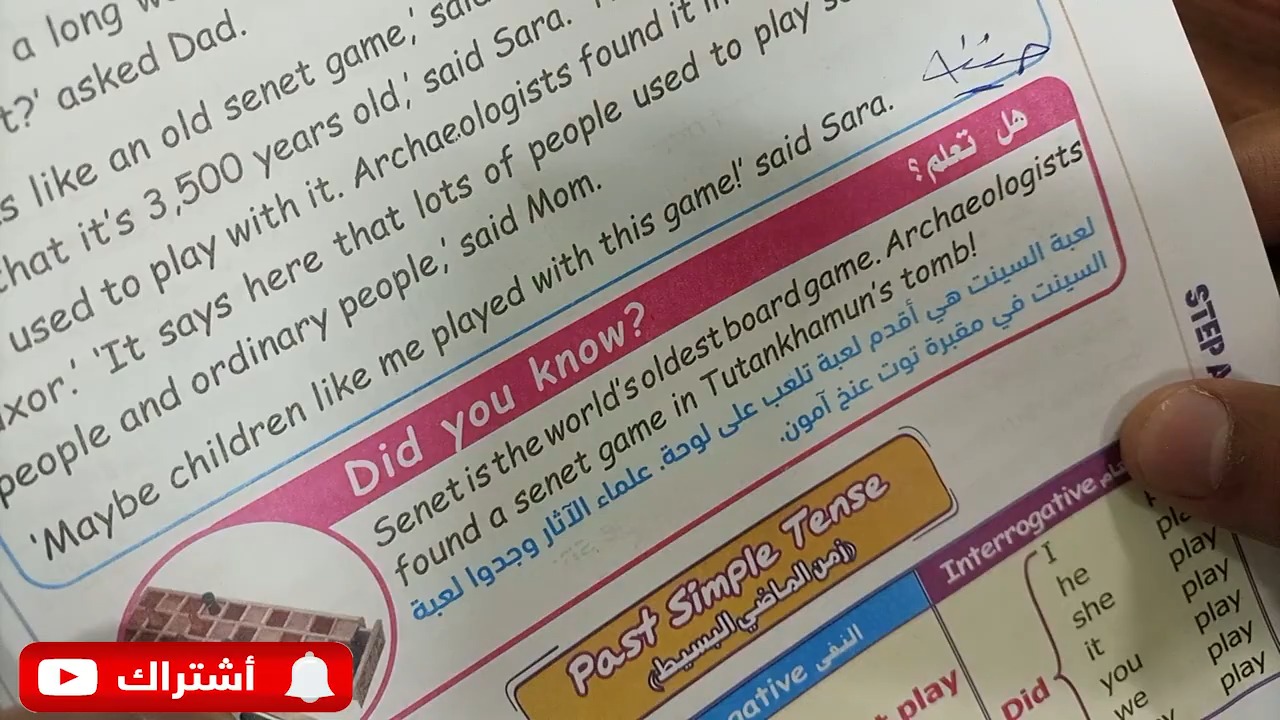 a long
t?' asked Dad.
s like an old senet game,' said
that it's 3,500 years old,' said Sara.
used to play with it. Archaeologists found it in
uxor.' 'It says here that lots of people used to play
people and ordinary people,' said Mom.
'Maybe children like me played with this game!' said Sara.
Did you know?
هل تعلم؟
Senet is the world's oldest board game. Archaeologists
found a senet game in Tutankhamun's tomb!
لعبة السينت هي أقدم لعبة تلعب على لوحة. علماء الآثار وجدوا لعبة
السينت في مقبرة توت عنخ آمون.
Past Simple Tense
(زمن الماضي البسيط)
ative النفى
Interrogative
play
Did
I
he
she
it
you
we
play
play
play
play
play
STEP A
أشتراك